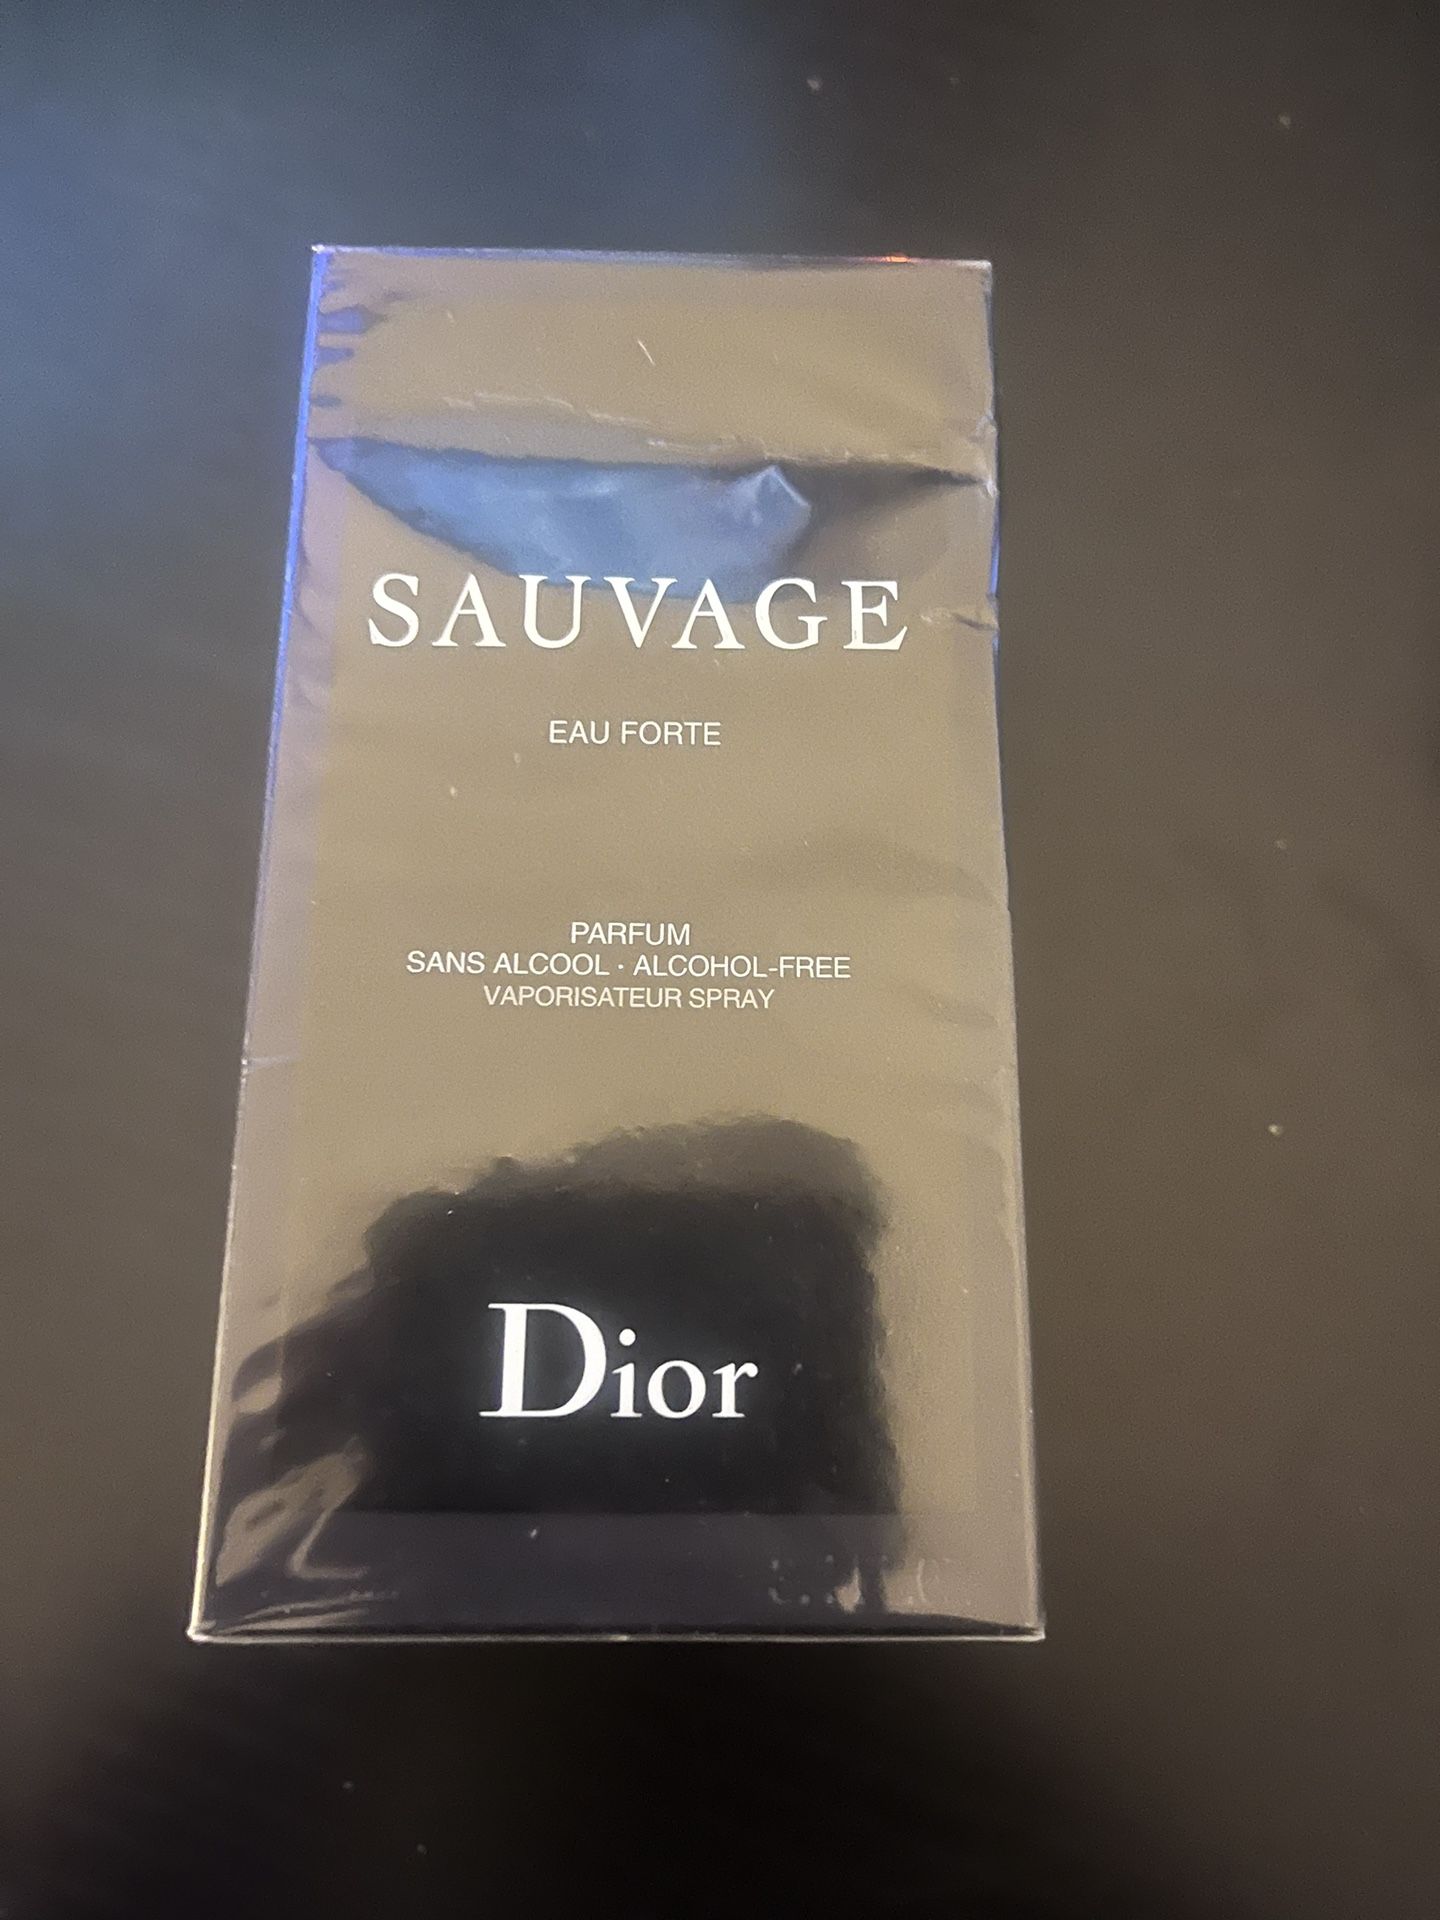 SAUVAGE
EAU FORTE
PARFUM
SANS ALCOOL · ALCOHOL-FREE
VAPORISATEUR SPRAY
Dior